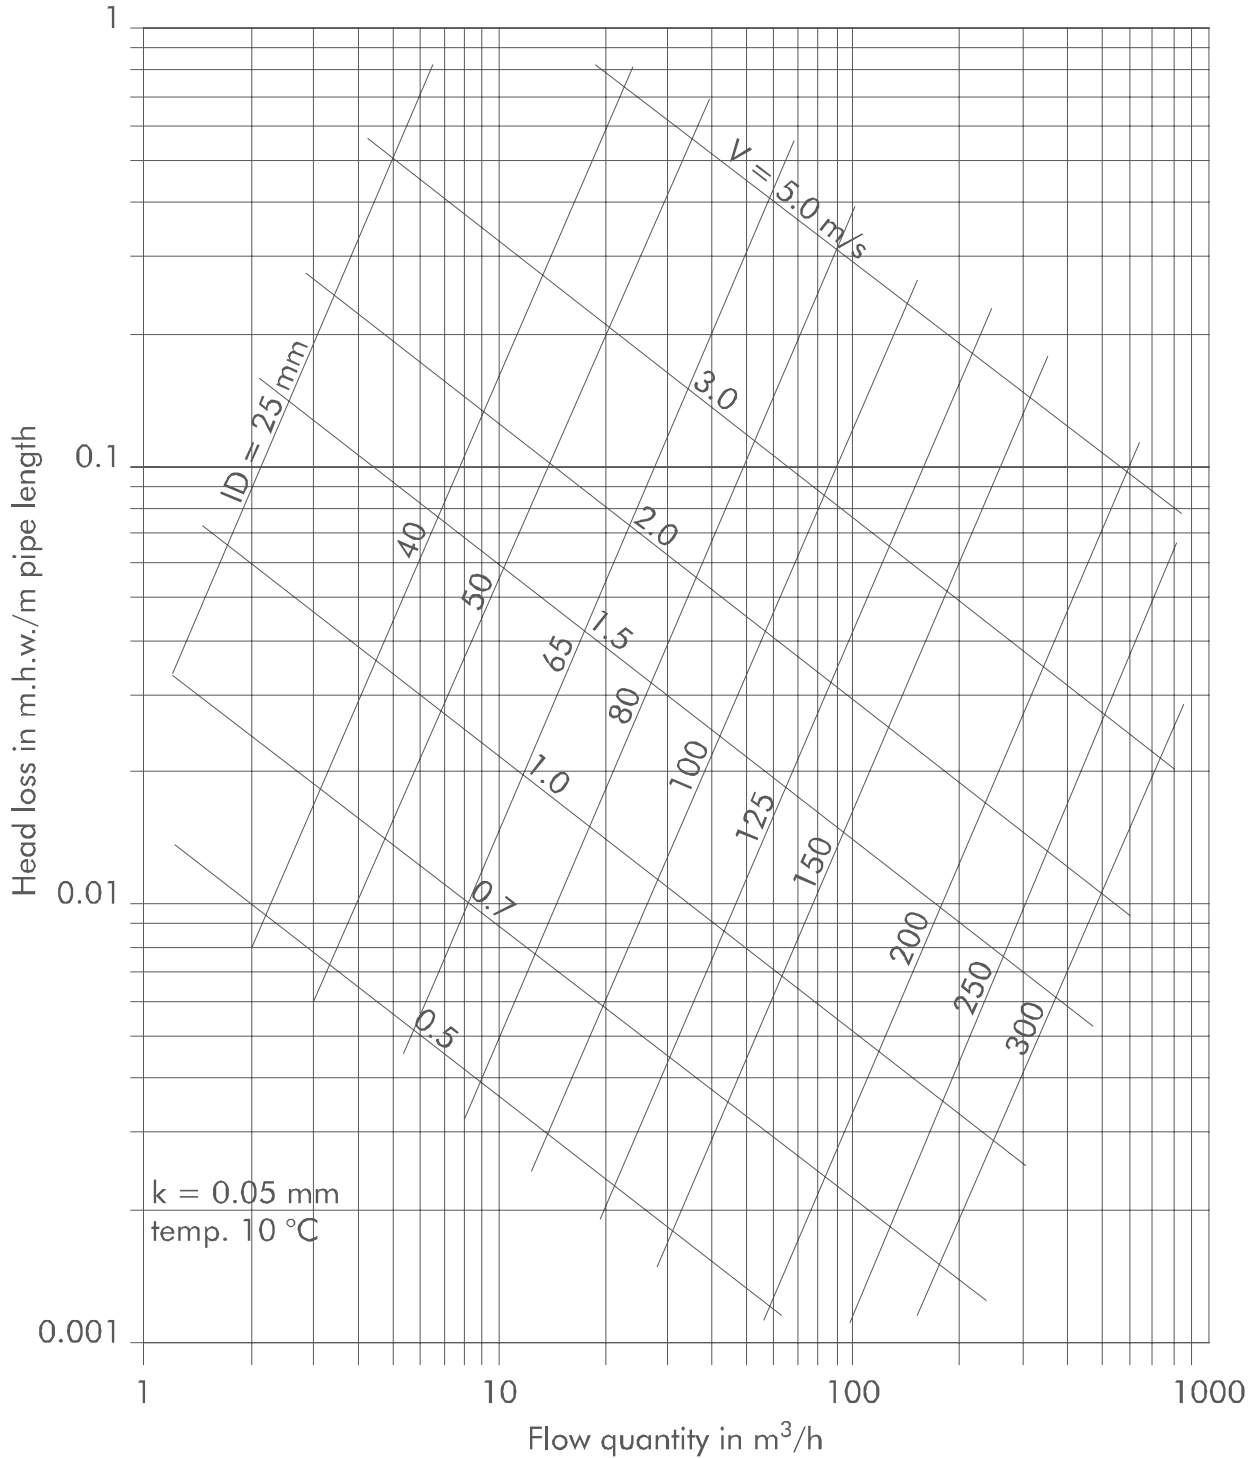 1
V = 5.0 m/s
ID = 25 mm
3.0
0.1
40
2.0
50
1.5
65
80
100
1.0
125
150
0.01
0.7
200
250
300
0.5
k = 0.05 mm
temp. 10 °C
0.001
1 10 100 1000
Flow quantity in m³/h
Head loss in m.h.w./m pipe length